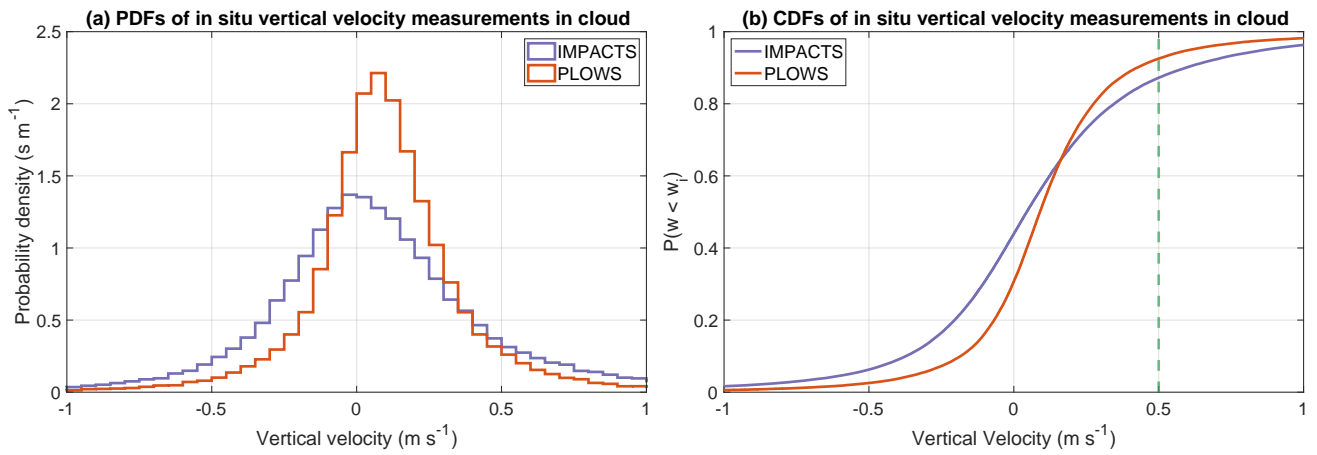 (a) PDFs of in situ vertical velocity measurements in cloud
2.5
2
1.5
1
0.5
0
-1
-0.5
0
0.5
1
Probability density (s m⁻¹)
Vertical velocity (m s⁻¹)
IMPACTS
PLOWS
(b) CDFs of in situ vertical velocity measurements in cloud
1
0.8
0.6
0.4
0.2
0
-1
-0.5
0
0.5
1
P(w < wᵢ)
Vertical Velocity (m s⁻¹)
IMPACTS
PLOWS